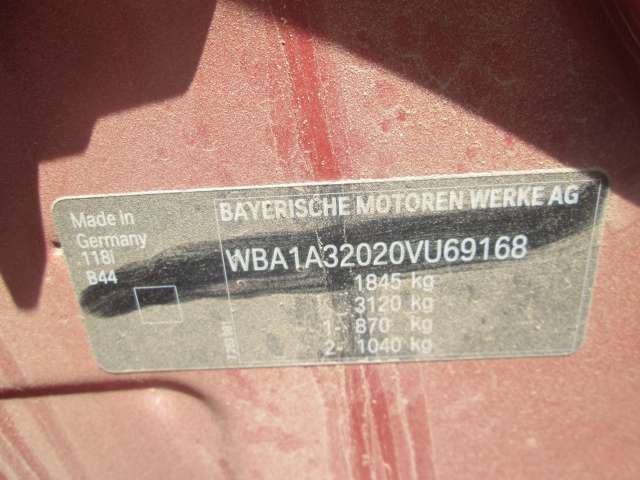 BAYERISCHE MOTOREN WERKE AG
Made in
Germany
118I
B44
WBA1A32020VU69168
1845 kg
3120 kg
1- 870 kg
2- 1040 kg